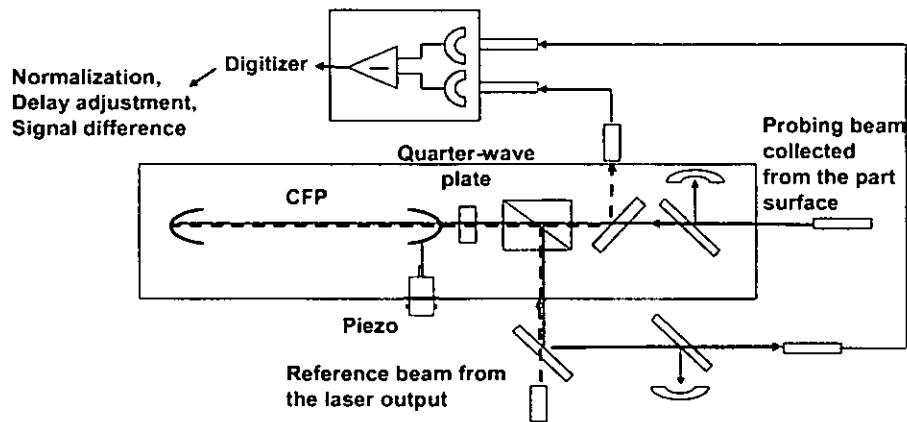 Digitizer
Normalization,
Delay adjustment,
Signal difference
Quarter-wave
plate
CFP
Probing beam
collected
from the part
surface
Piezo
Reference beam from
the laser output